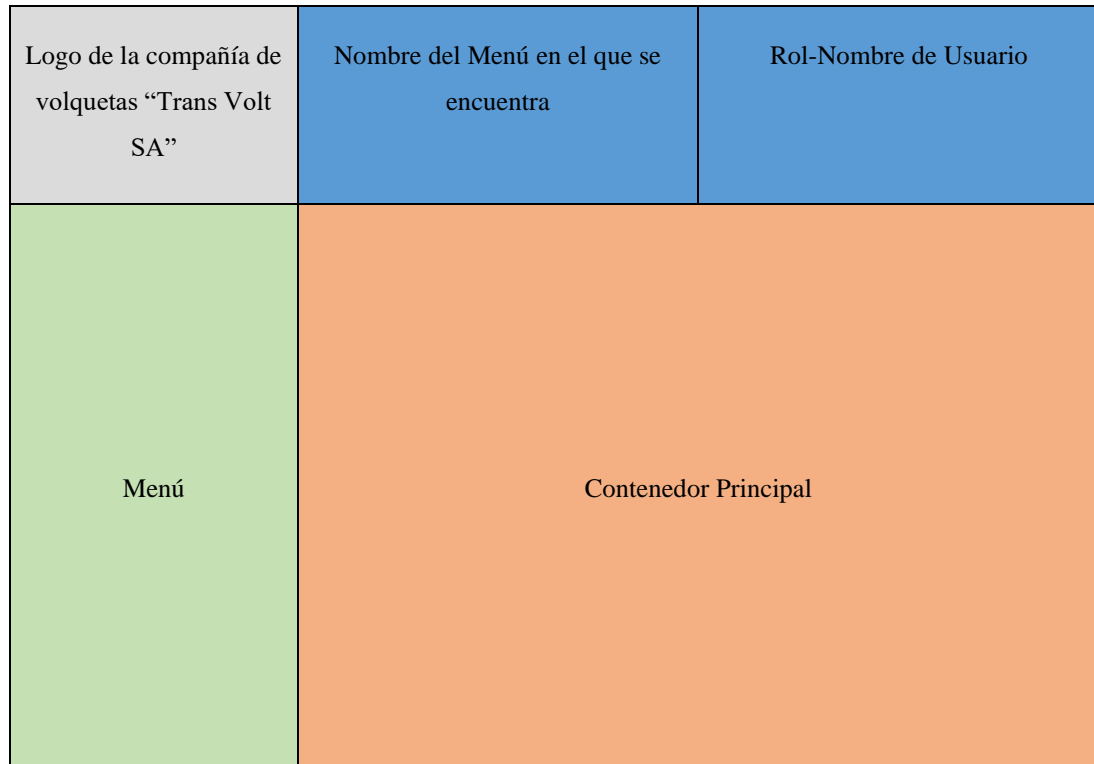 Logo de la compañía de
volquetas “Trans Volt
SA”
Nombre del Menú en el que se
encuentra
Rol-Nombre de Usuario
Menú
Contenedor Principal